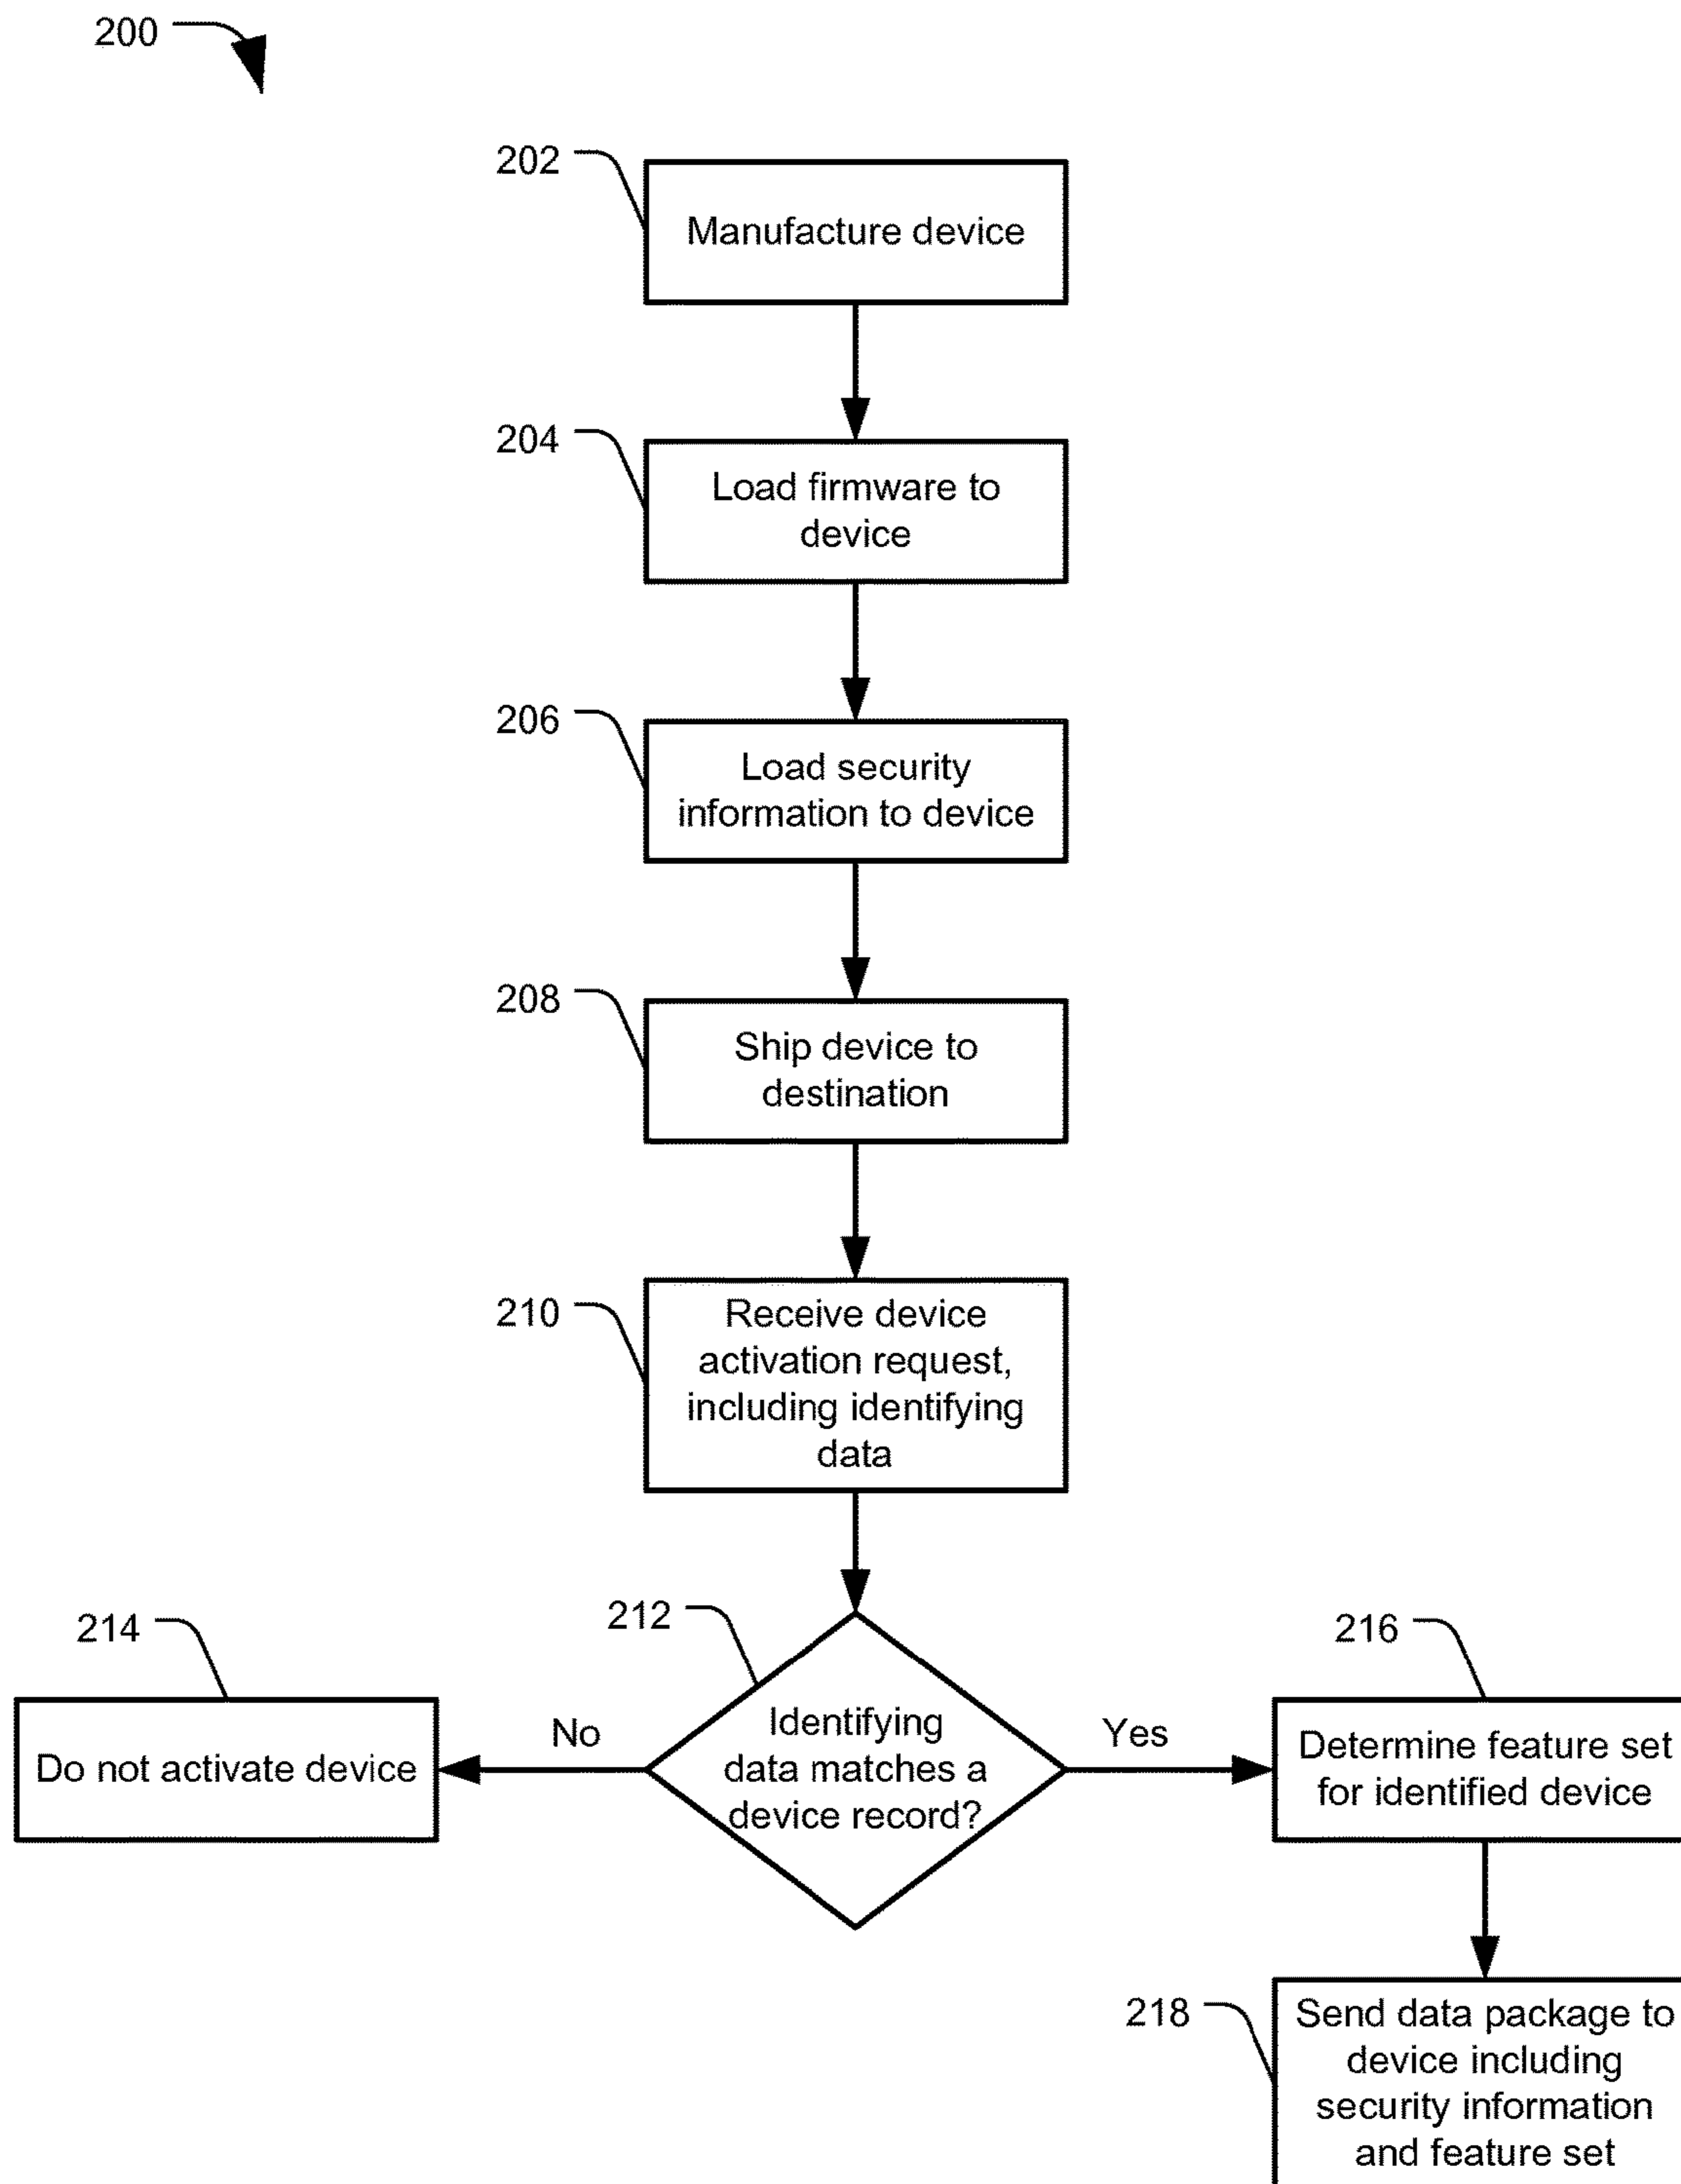 200
202
Manufacture device
204
Load firmware to
device
206
Load security
information to device
208
Ship device to
destination
210
Receive device
activation request,
including identifying
data
214
212
216
Do not activate device
No
Identifying
data matches a
device record?
Yes
Determine feature set
for identified device
218
Send data package to
device including
security information
and feature set